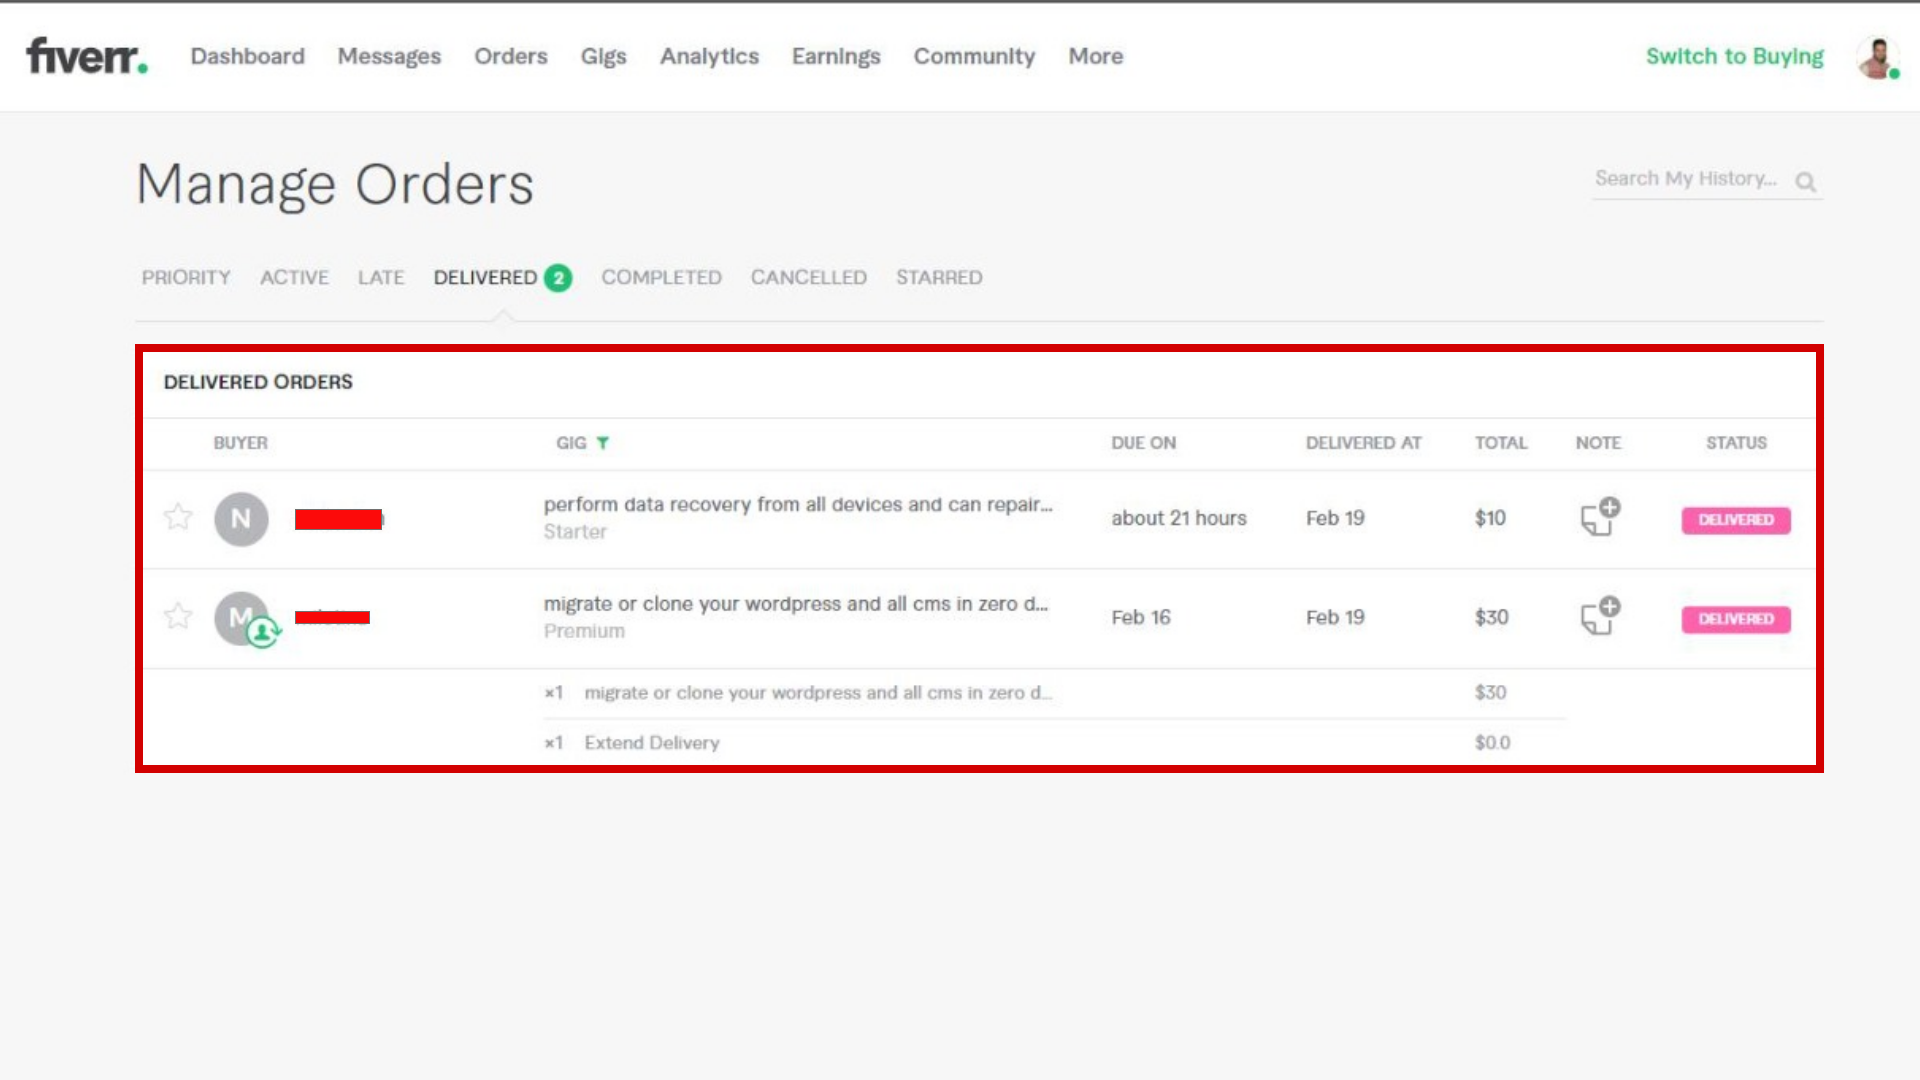 fiverr. Dashboard Messages Orders Gigs Analytics Earnings Community More Switch to Buying
Manage Orders
Search My History...
PRIORITY ACTIVE LATE DELIVERED 2 COMPLETED CANCELLED STARRED
DELIVERED ORDERS
BUYER GIG DUE ON DELIVERED AT TOTAL NOTE STATUS
N perform data recovery from all devices and can repair... about 21 hours Feb 19 $10 DELIVERED
Starter
M migrate or clone your wordpress and all cms in zero d... Feb 16 Feb 19 $30 DELIVERED
Premium
×1 migrate or clone your wordpress and all cms in zero d... $30
×1 Extend Delivery $0.0